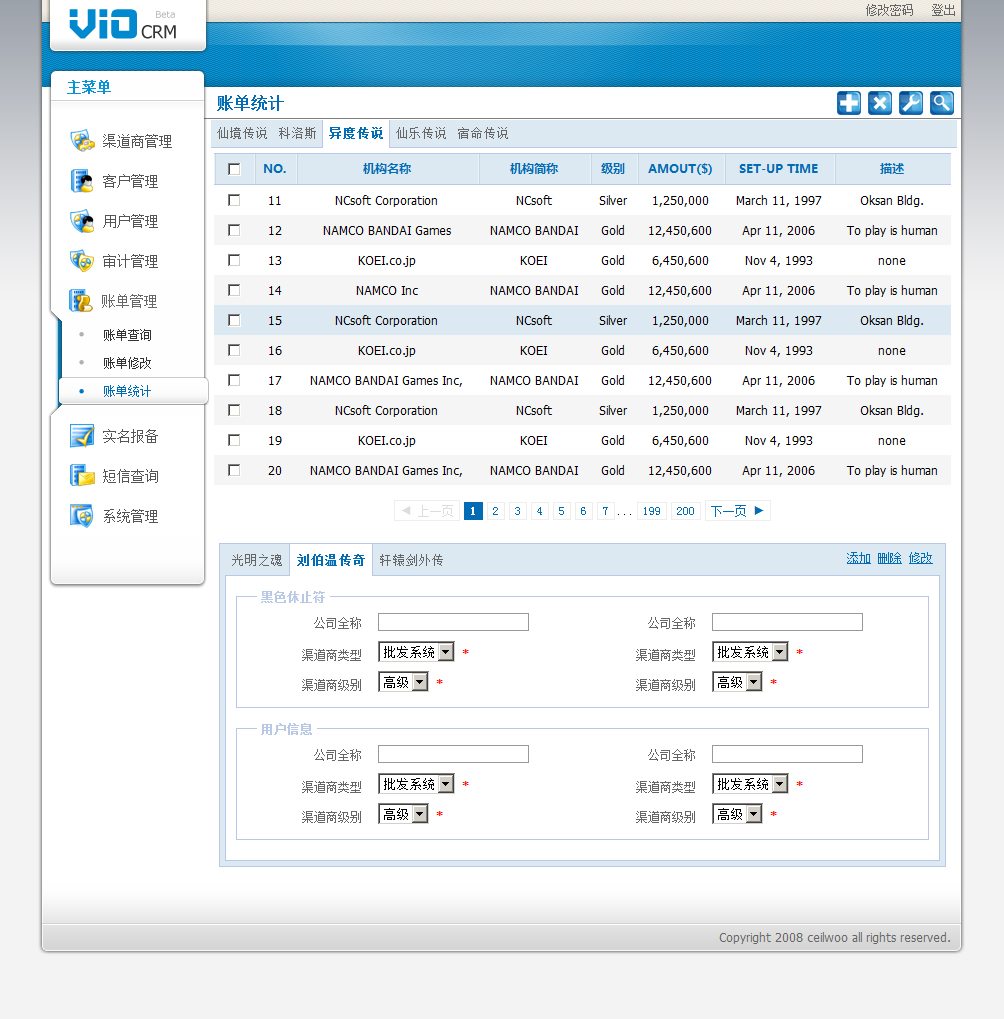 修改密码 登出
ViO Beta
CRM
主菜单
渠道商管理
客户管理
用户管理
审计管理
账单管理
账单查询
账单修改
账单统计
实名报备
短信查询
系统管理
账单统计
仙境传说 科洛斯 异度传说 仙乐传说 宿命传说
NO. 机构名称 机构简称 级别 AMOUT($) SET-UP TIME 描述
11 NCsoft Corporation NCsoft Silver 1,250,000 March 11, 1997 Oksan Bldg.
12 NAMCO BANDAI Games NAMCO BANDAI Gold 12,450,600 Apr 11, 2006 To play is human
13 KOEI.co.jp KOEI Gold 6,450,600 Nov 4, 1993 none
14 NAMCO Inc NAMCO BANDAI Gold 12,450,600 Apr 11, 2006 To play is human
15 NCsoft Corporation NCsoft Silver 1,250,000 March 11, 1997 Oksan Bldg.
16 KOEI.co.jp KOEI Gold 6,450,600 Nov 4, 1993 none
17 NAMCO BANDAI Games Inc, NAMCO BANDAI Gold 12,450,600 Apr 11, 2006 To play is human
18 NCsoft Corporation NCsoft Silver 1,250,000 March 11, 1997 Oksan Bldg.
19 KOEI.co.jp KOEI Gold 6,450,600 Nov 4, 1993 none
20 NAMCO BANDAI Games Inc, NAMCO BANDAI Gold 12,450,600 Apr 11, 2006 To play is human
◀ 上一页 1 2 3 4 5 6 7 ... 199 200 下一页 ▶
光明之魂 刘伯温传奇 轩辕剑外传 添加 删除 修改
黑色休止符
公司全称 公司全称
渠道商类型 批发系统 * 渠道商类型 批发系统 *
渠道商级别 高级 * 渠道商级别 高级 *
用户信息
公司全称 公司全称
渠道商类型 批发系统 * 渠道商类型 批发系统 *
渠道商级别 高级 * 渠道商级别 高级 *
Copyright 2008 ceilwoo all rights reserved.